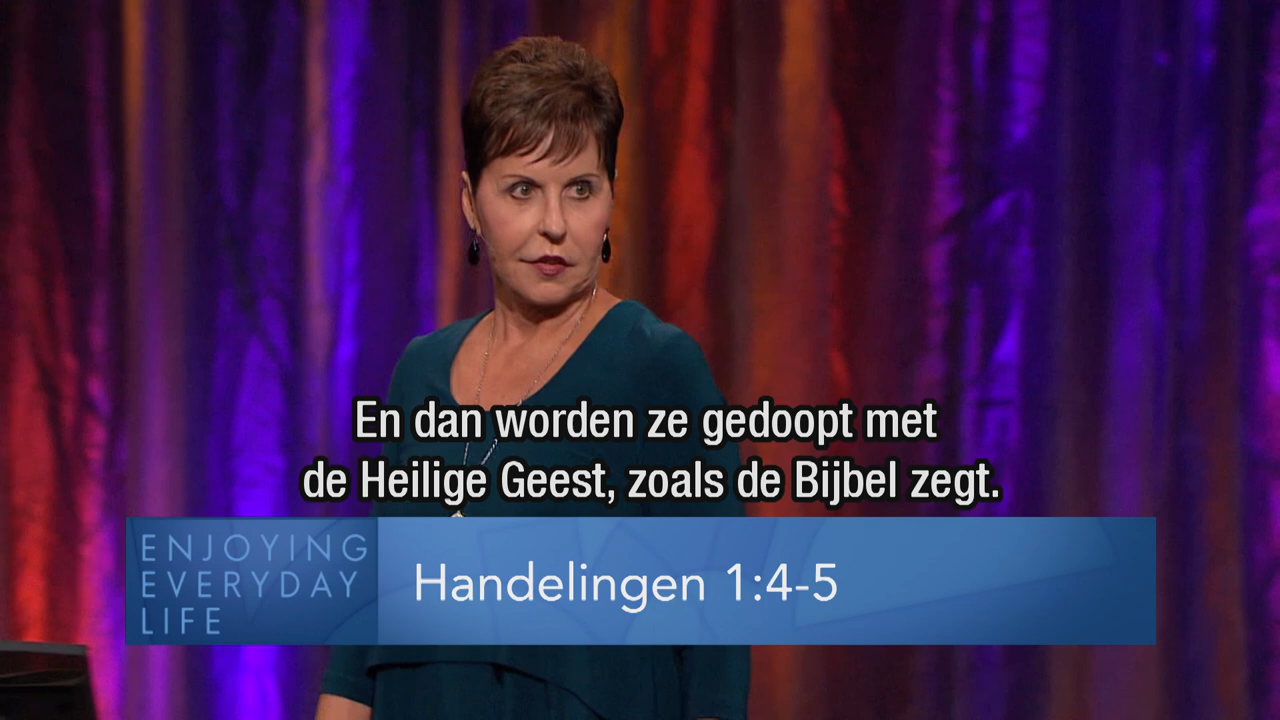 En dan worden ze gedoopt met
de Heilige Geest, zoals de Bijbel zegt.
ENJOYING
EVERYDAY
LIFE
Handelingen 1:4-5